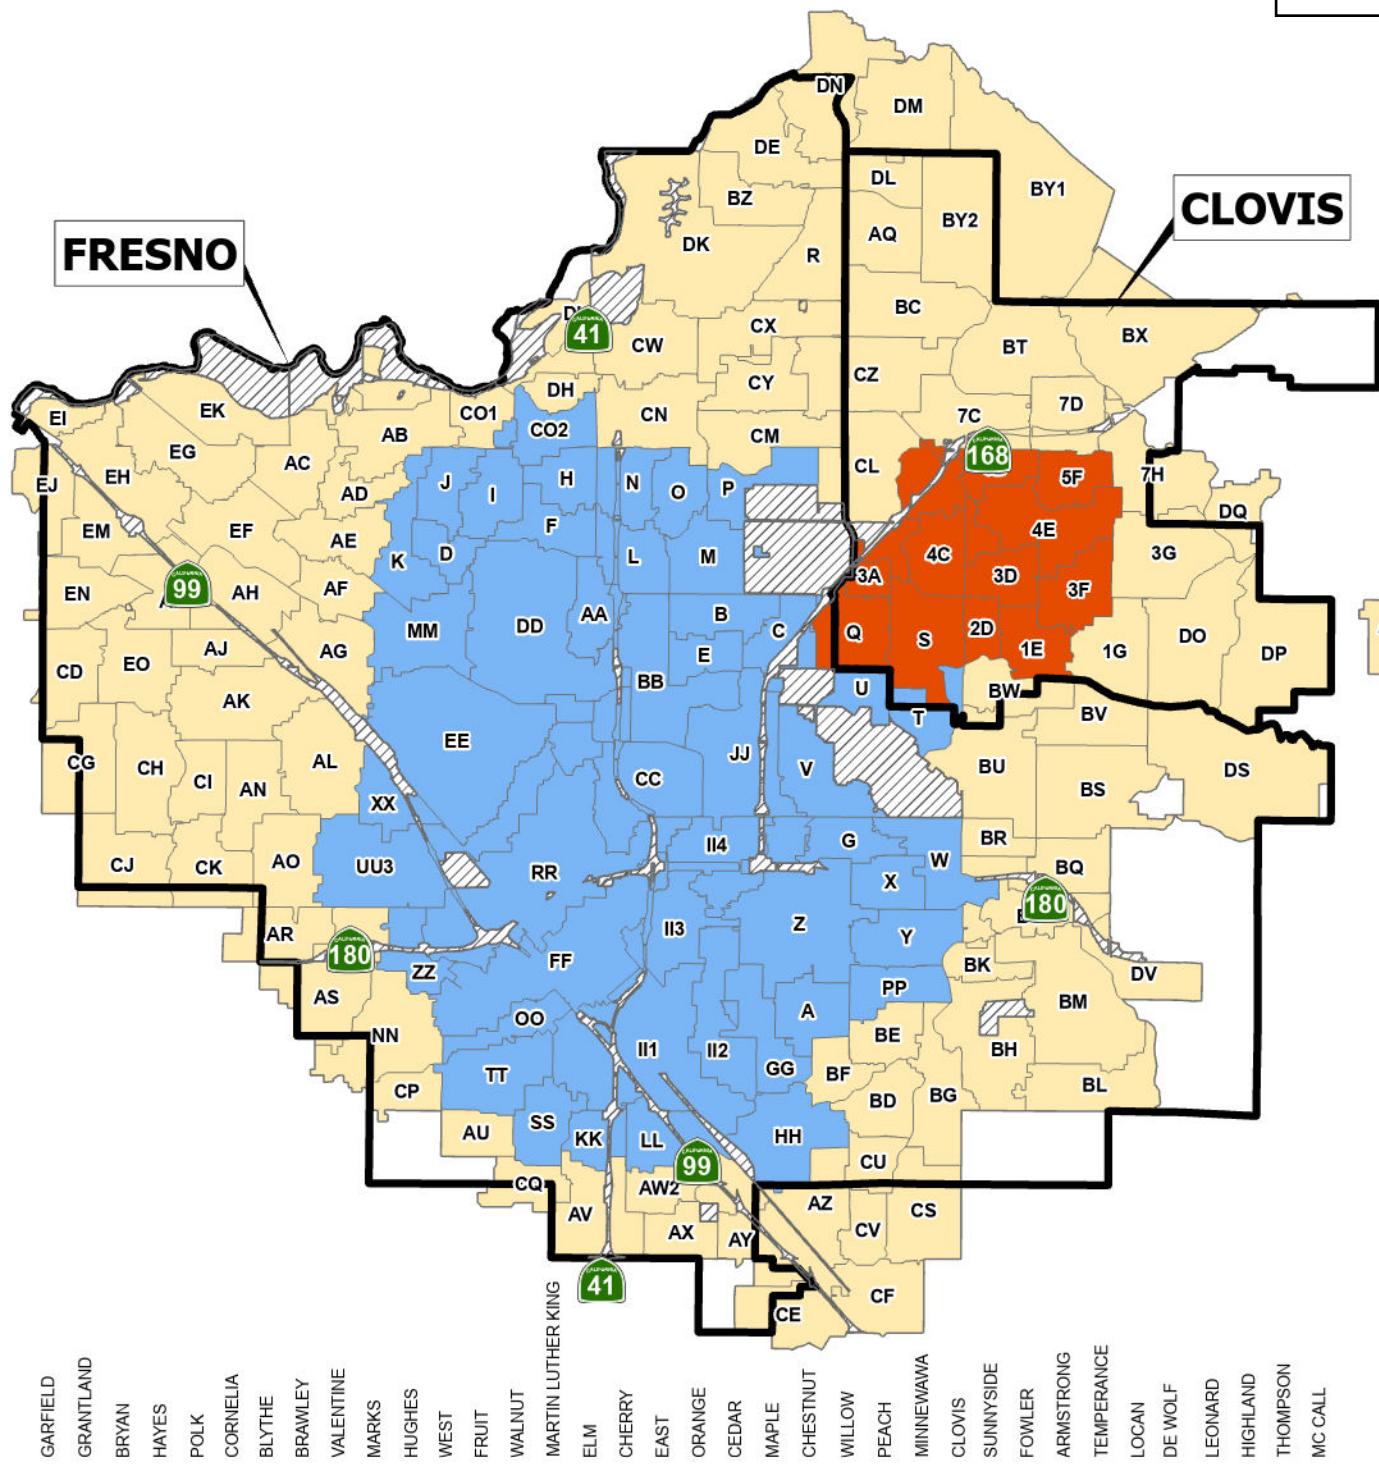 DN
DM
DE
BY1
DL
BZ
BY2
CLOVIS
AQ
DK
R
FRESNO
BC
CALIFORNIA
41
CX
CW
BT
BX
CZ
CY
DH
EK
EI
CO1
CN
7C
7D
AB
CO2
CM
EG
AC
CALIFORNIA
168
CL
EH
H
5F
7H
EJ
J
I
N
O
P
AD
DQ
EM
EF
F
4E
AE
K
D
L
M
4C
3G
CALIFORNIA
99
3A
3D
EN
AH
AF
3F
MM
DD
AA
B
C
Q
S
2D
DO
AJ
AG
E
1E
1G
DP
EO
CD
BB
U
BW
AK
T
BV
EE
JJ
CG
CH
CI
AN
AL
CC
V
BU
BS
DS
XX
AO
II4
G
BR
CJ
CK
UU3
RR
X
W
BQ
CALIFORNIA
180
AR
II3
Z
Y
CALIFORNIA
180
ZZ
FF
BK
DV
AS
PP
BM
OO
A
NN
BE
II1
II2
BH
TT
GG
BF
CP
BD
BG
BL
AU
SS
KK
LL
HH
CALIFORNIA
99
CU
CQ
AW2
AV
AX
AY
AZ
CV
CS
CALIFORNIA
41
CF
CE
GARFIELD
GRANTLAND
BRYAN
HAYES
POLK
CORNELIA
BLYTHE
BRAWLEY
VALENTINE
MARKS
HUGHES
WEST
FRUIT
WALNUT
MARTIN LUTHER KING
ELM
CHERRY
EAST
ORANGE
CEDAR
MAPLE
CHESTNUT
WILLOW
PEACH
MINNEWAWA
CLOVIS
SUNNYSIDE
FOWLER
ARMSTRONG
TEMPERANCE
LOCAN
DE WOLF
LEONARD
HIGHLAND
THOMPSON
MC CALL